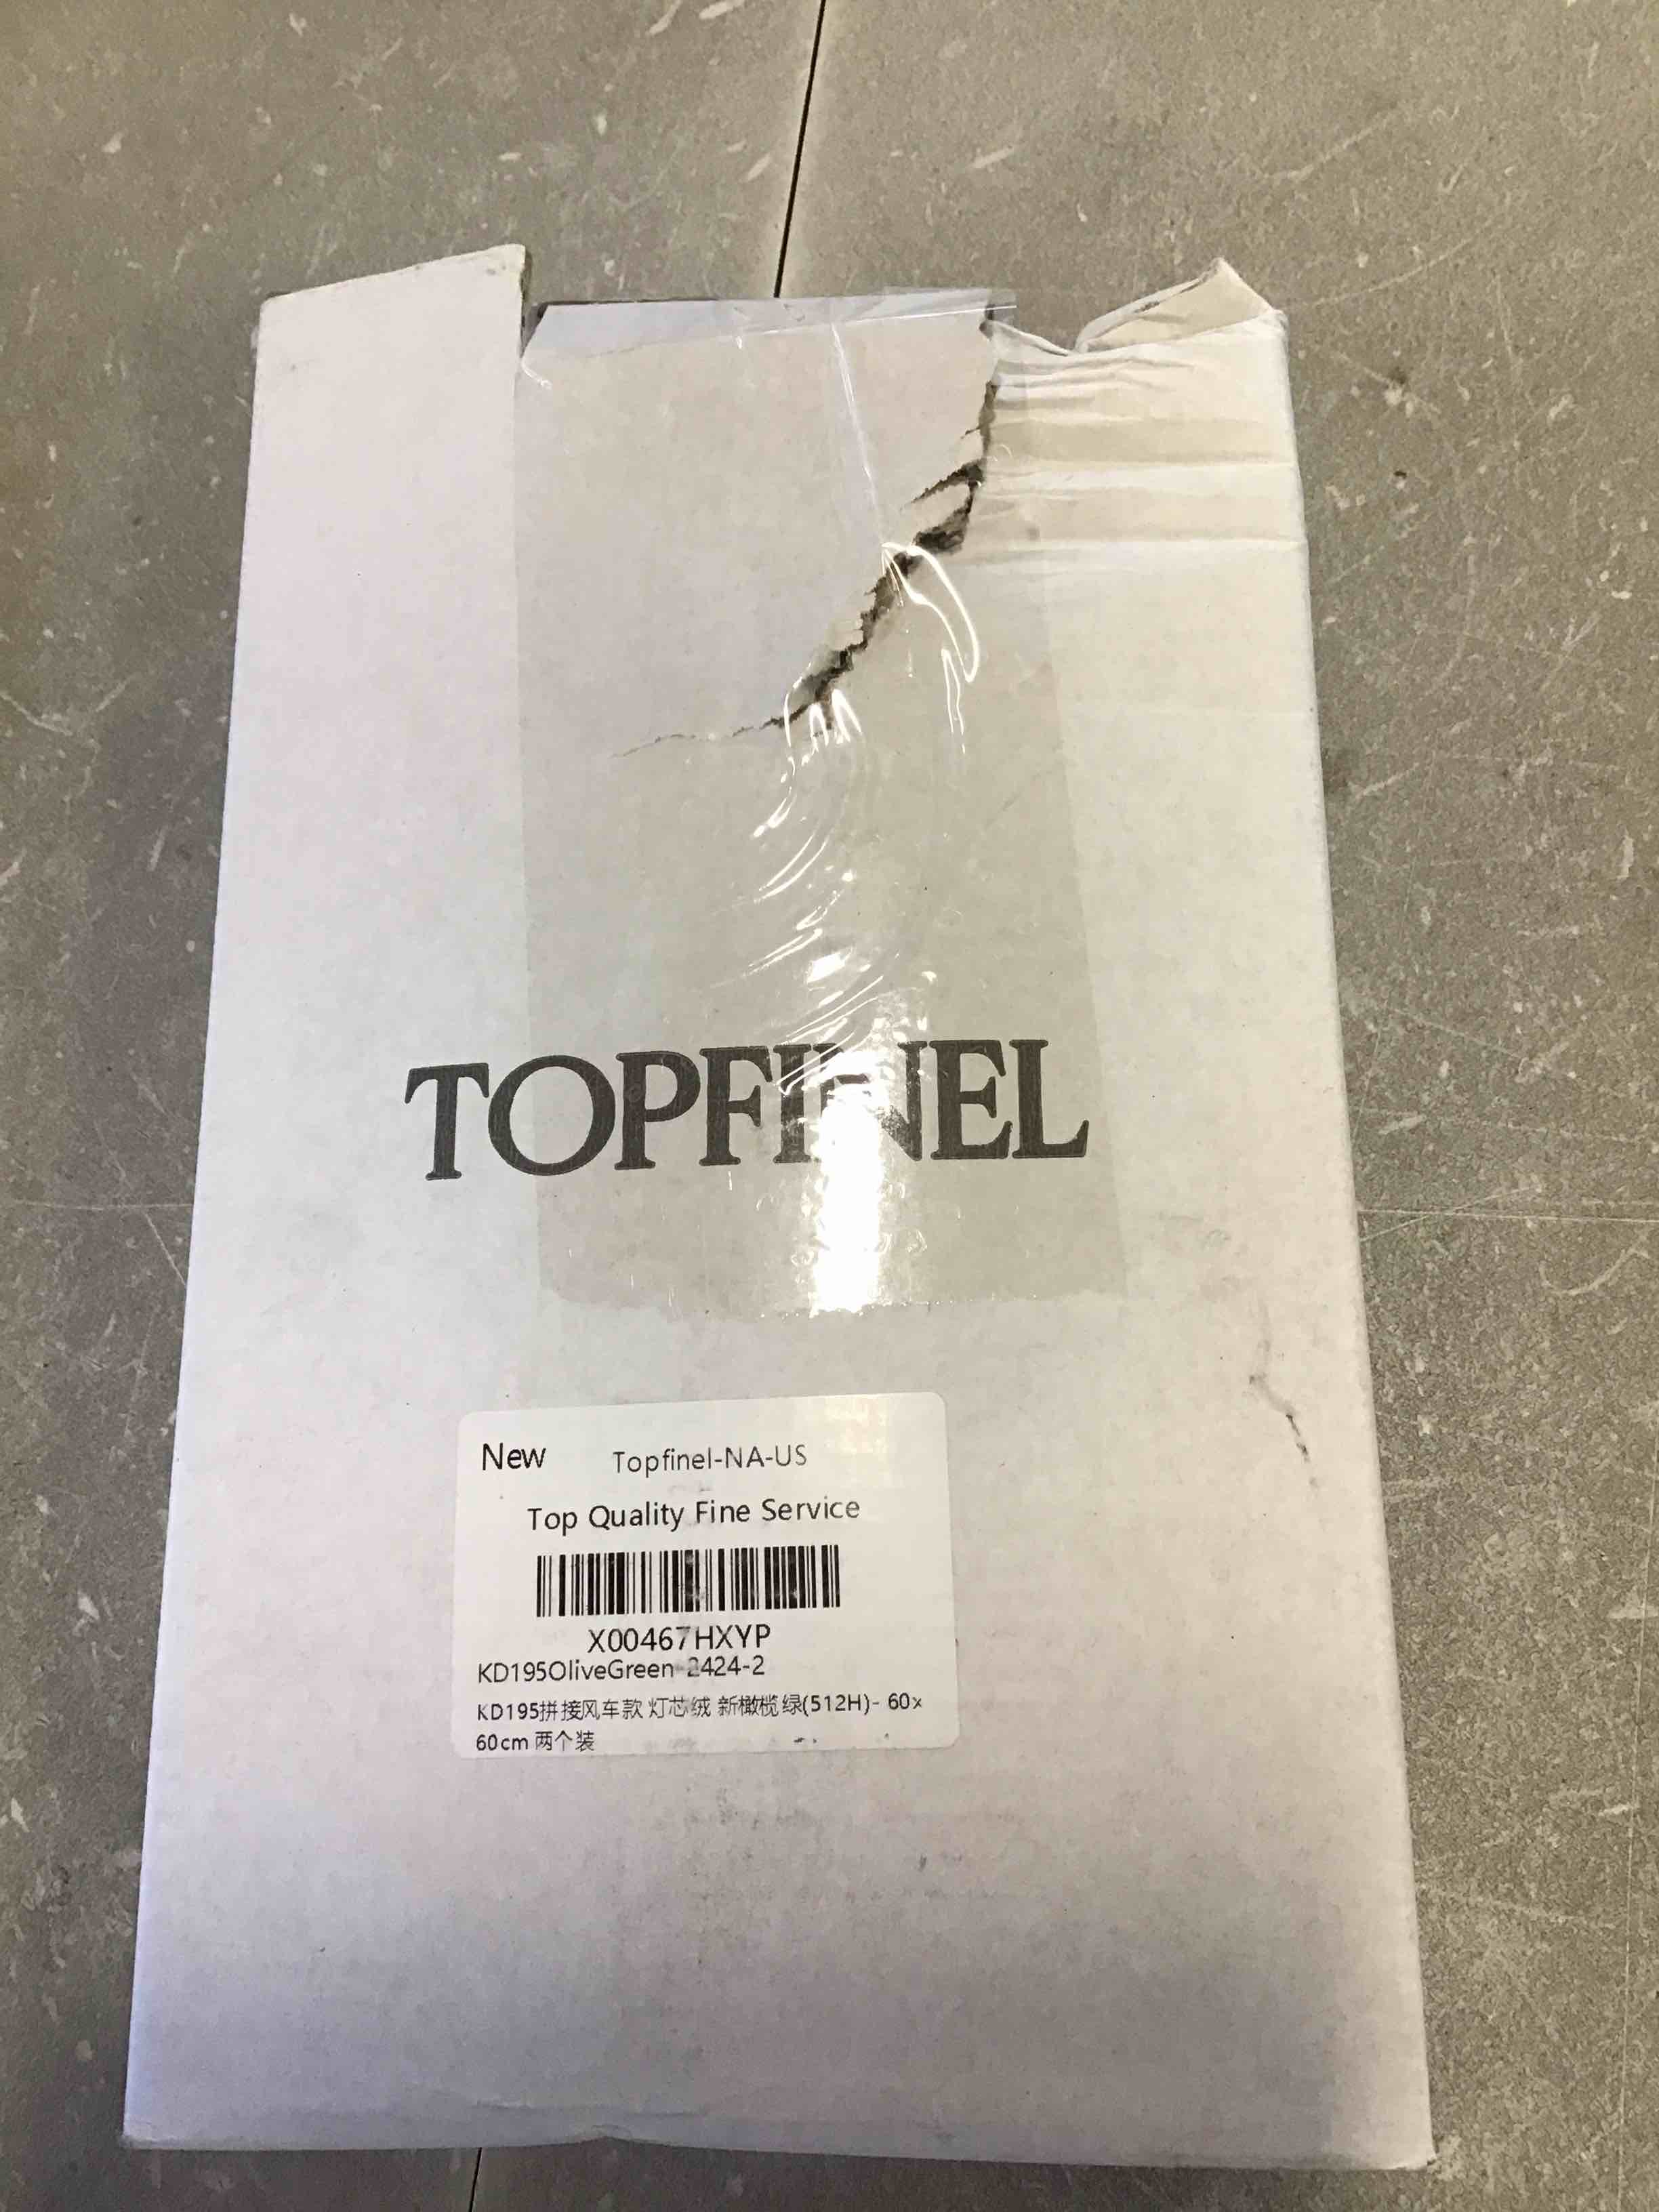 TOPFINEL
New Topfinel-NA-US
Top Quality Fine Service
X00467HXYP
KD195OliveGreen-2424-2
KD195拼接风车款 灯芯绒 新橄榄绿(512H)- 60×
60cm 两个装